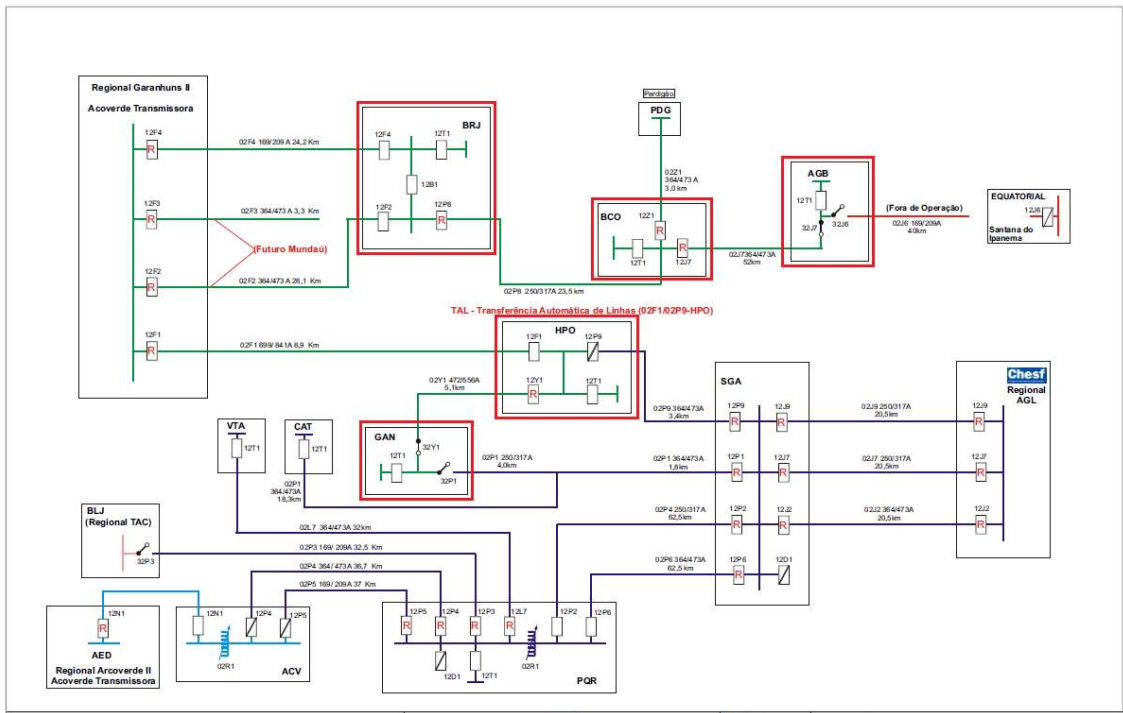 Regional Garanhuns II
Acoverde Transmissora
12F4
R
02F4 169/209 A 24,2 Km
12F3
R
02F3 364/473 A 3,3 Km
(Futuro Mundaú)
12F2
R
02F2 364/473 A 26,1 Km
12F1
R
02F1 699/841A 8,9 Km
BRJ
12F4
12T1
12B1
12F2
12P8
R
02P8 250/317A 23,5 km
Perdigão
PDG
02Z1
364/473 A
3,0 km
BCO
12Z1
R
12T1
R
12J7
02J7364/473A
52km
AGB
12T1
32J7
32J6
(Fora de Operação)
02J6 169/209A
40km
EQUATORIAL
12J6
Santana do
Ipanema
TAL - Transferência Automática de Linhas (02F1/02P9-HPO)
HPO
12F1
12P9
12Y1
R
12T1
02Y1 472/556A
5,1km
GAN
12T1
32Y1
32P1
02P1 250/317A
4,0km
VTA
12T1
CAT
12T1
02P1
364/473A
18,3km
SGA
02P9 364/473A
3,4km
12P9
R
12J9
R
02J9 250/317A
20,5km
02P1 364/473A
1,8km
12P1
R
12J7
R
02J7 250/317A
20,5km
02P4 250/317A
62,5km
12P2
R
12J2
R
02J2 364/473A
20,5km
02P6 364/473A
62,5km
12P6
R
12D1
Chesf
Regional
AGL
12J9
R
12J7
R
12J2
R
BLJ
(Regional TAC)
32P3
02L7 364/473A 32km
02P3 169/ 209A 32,5 Km
02P4 364/ 473A 36,7 Km
02P5 169/ 209A 37 Km
12N1
R
AED
Regional Arcoverde II
Acoverde Transmissora
12N1
12P4
12P5
02R1
ACV
12P5
R
12P4
R
12P3
R
12L7
R
12P2
12P6
02R1
12D1
12T1
PQR